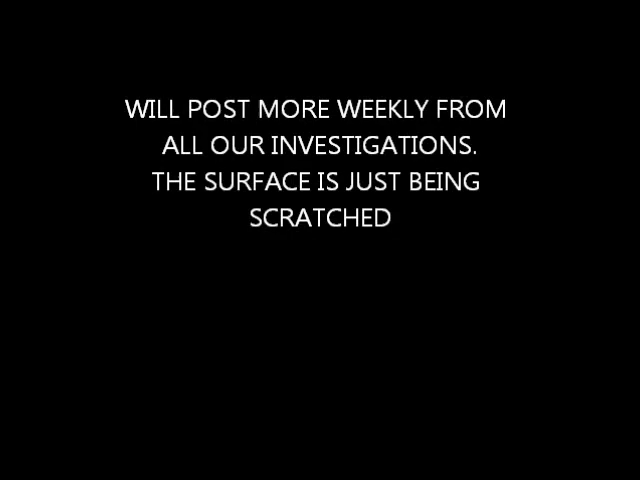 WILL POST MORE WEEKLY FROM
ALL OUR INVESTIGATIONS.
THE SURFACE IS JUST BEING
SCRATCHED